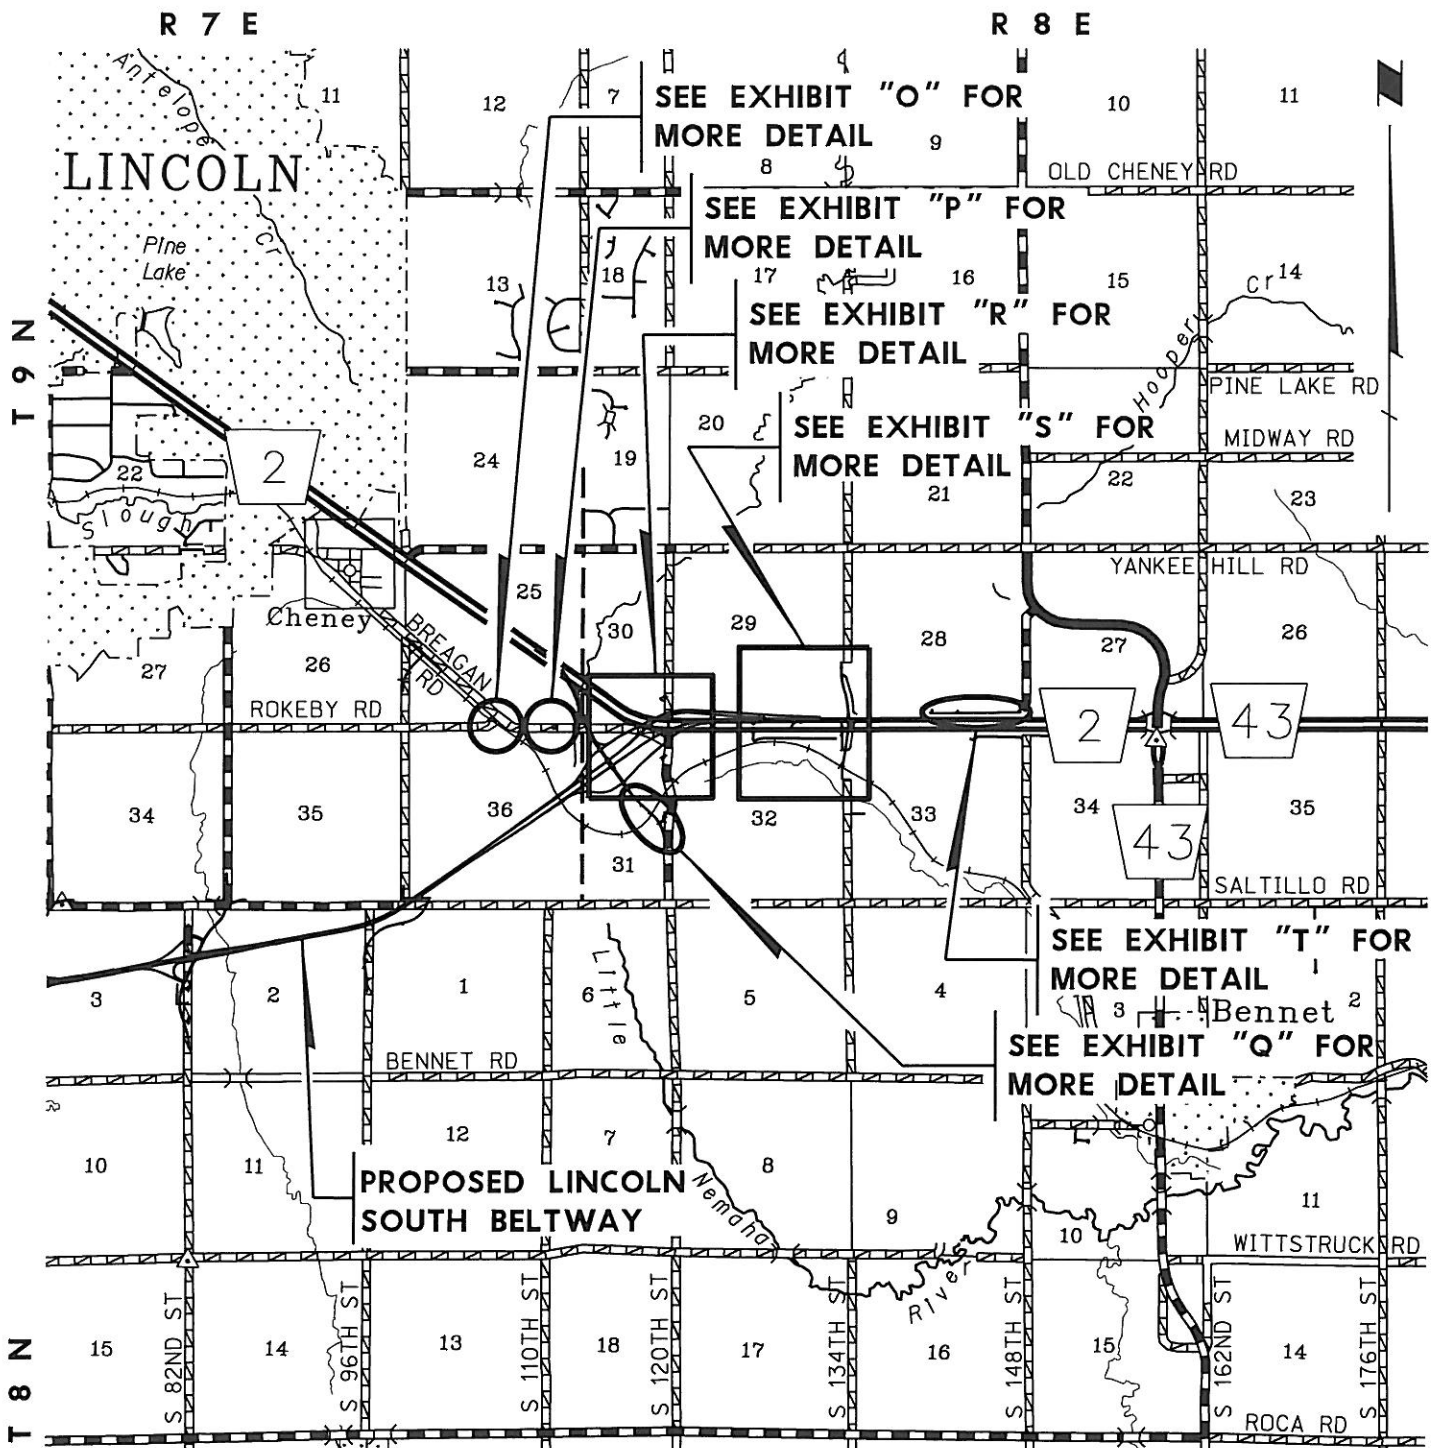 R 7 E
R 8 E
11
12
7
SEE EXHIBIT "O" FOR
MORE DETAIL
10
11
8
9
Antelope
Cr
LINCOLN
OLD CHENEY RD
SEE EXHIBIT "P" FOR
MORE DETAIL
Pine
Lake
13
18
17
16
15
14
Hooper
Cr
T 9 N
SEE EXHIBIT "R" FOR
MORE DETAIL
PINE LAKE RD
SEE EXHIBIT "S" FOR
MORE DETAIL
MIDWAY RD
2
22
24
19
20
21
22
23
Slough
YANKEE HILL RD
Cheney
BREAGAN
RD
25
30
29
28
27
26
27
26
ROKEBY RD
2
43
34
35
36
31
32
33
34
35
43
SALTILLO RD
SEE EXHIBIT "T" FOR
MORE DETAIL
3
2
1
6
5
4
3
2
Little
Bennet
BENNET RD
SEE EXHIBIT "Q" FOR
MORE DETAIL
10
11
12
7
8
9
10
11
PROPOSED LINCOLN
SOUTH BELTWAY
Nemaha
River
WITTSTRUCK RD
T 8 N
15
14
13
18
17
16
15
14
S 82ND ST
S 96TH ST
S 110TH ST
S 120TH ST
S 134TH ST
S 148TH ST
S 162ND ST
S 176TH ST
ROCA RD